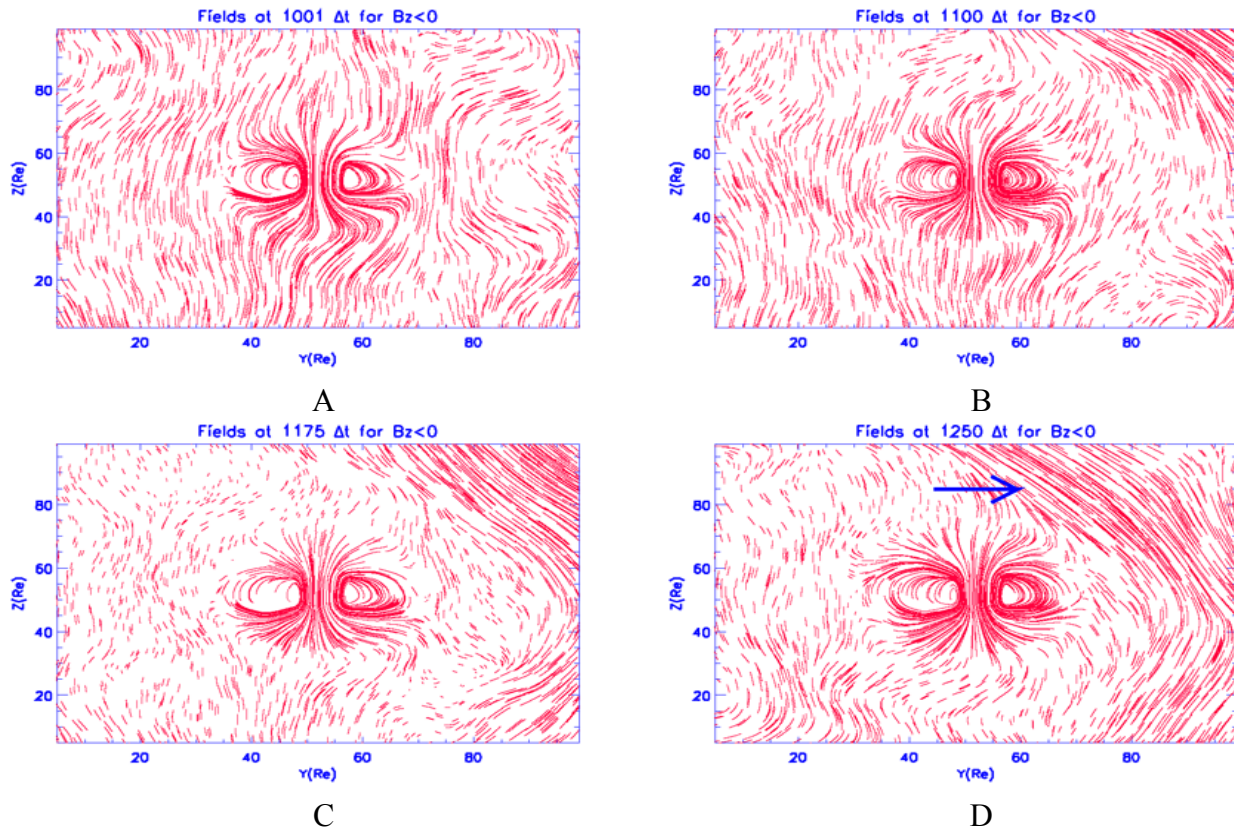 Fields at 1001 Δt for Bz<0
80
60
40
20
Z(Re)
20 40 60 80
Y(Re)
A
Fields at 1100 Δt for Bz<0
80
60
40
20
Z(Re)
20 40 60 80
Y(Re)
B
Fields at 1175 Δt for Bz<0
80
60
40
20
Z(Re)
20 40 60 80
Y(Re)
C
Fields at 1250 Δt for Bz<0
80
60
40
20
Z(Re)
20 40 60 80
Y(Re)
D